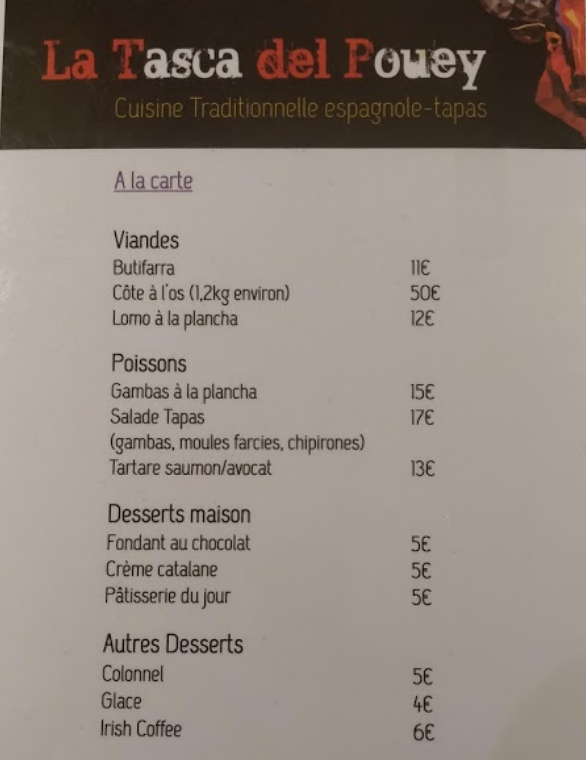 La Tasca del Pouey
Cuisine Traditionnelle espagnole-tapas
A la carte
Viandes
Butifarra 11€
Côte à l'os (1,2kg environ) 50€
Lomo à la plancha 12€
Poissons
Gambas à la plancha 15€
Salade Tapas 17€
(gambas, moules farcies, chipirones)
Tartare saumon/avocat 13€
Desserts maison
Fondant au chocolat 5€
Crème catalane 5€
Pâtisserie du jour 5€
Autres Desserts
Colonnel 5€
Glace 4€
Irish Coffee 6€